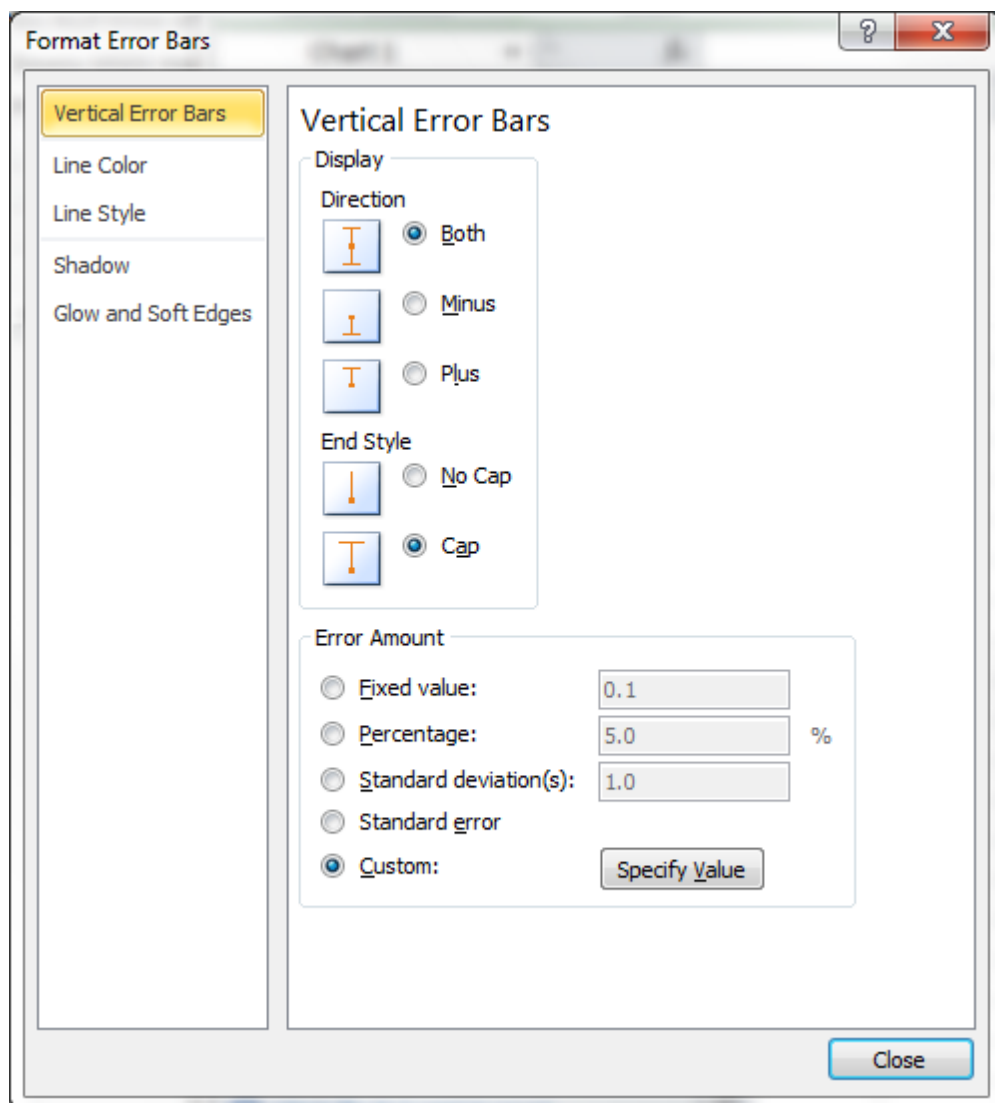 Format Error Bars
Vertical Error Bars
Line Color
Line Style
Shadow
Glow and Soft Edges
Vertical Error Bars
Display
Direction
Both
Minus
Plus
End Style
No Cap
Cap
Error Amount
Fixed value: 0.1
Percentage: 5.0 %
Standard deviation(s): 1.0
Standard error
Custom: Specify Value
Close